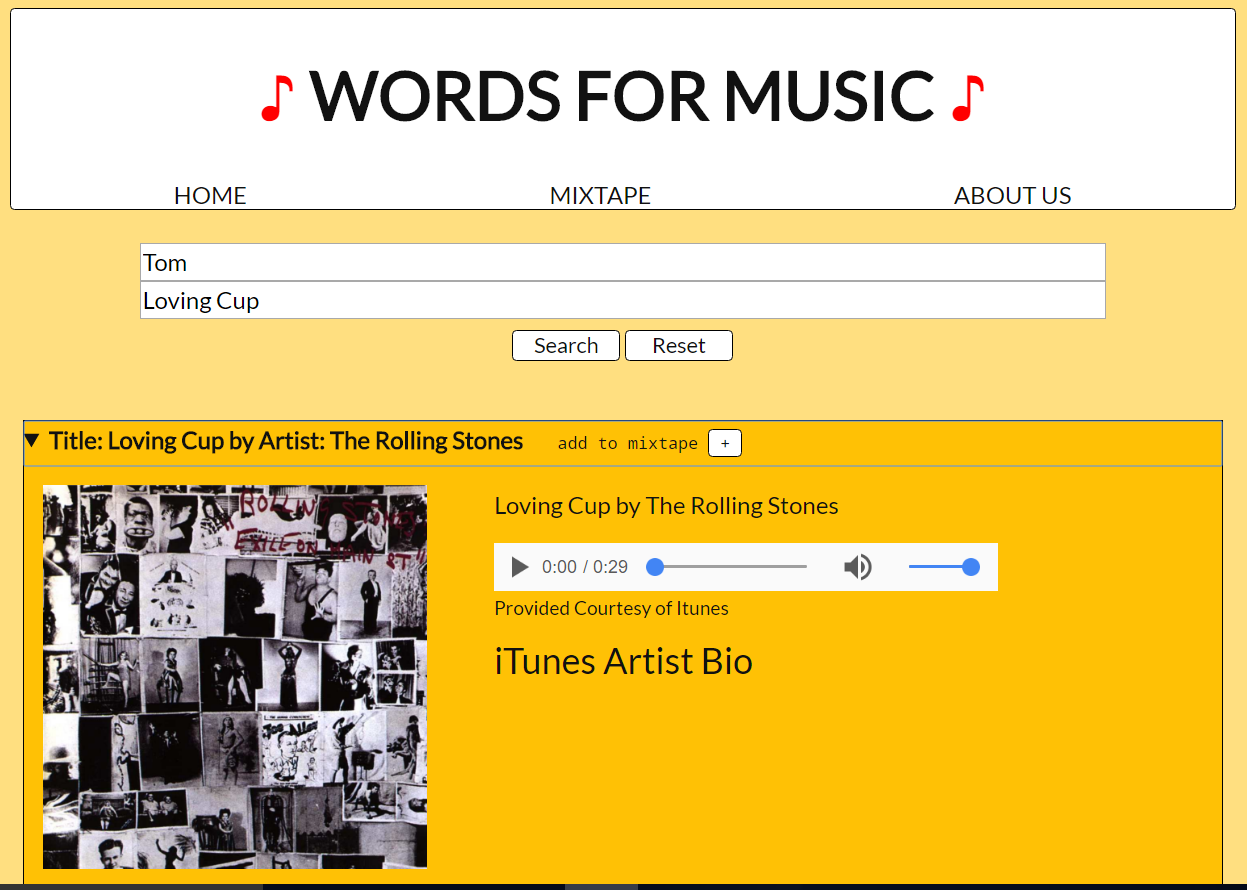 ♪ WORDS FOR MUSIC ♪
HOME MIXTAPE ABOUT US
Tom
Loving Cup
Search Reset
▼ Title: Loving Cup by Artist: The Rolling Stones add to mixtape +
ROLLING STONES
EXILE ON MAIN ST
Joe Allen
Loving Cup by The Rolling Stones
0:00 / 0:29
Provided Courtesy of Itunes
iTunes Artist Bio